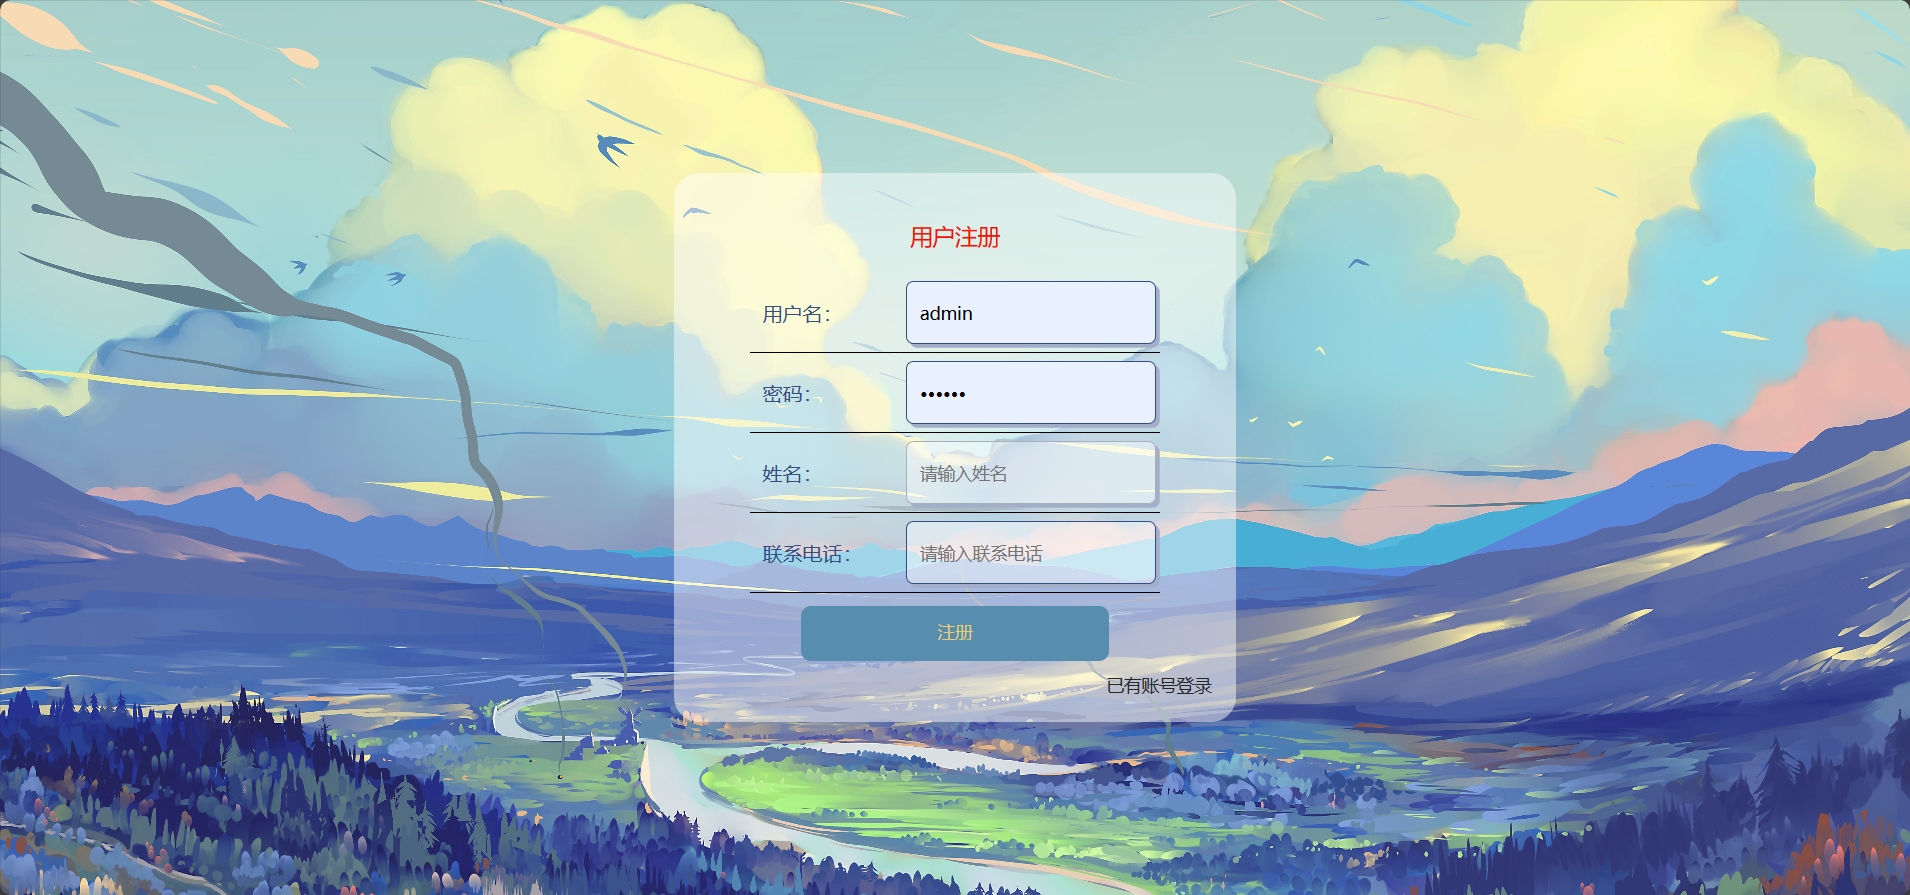 用户注册
用户名：
admin
密码：
••••••
姓名：
请输入姓名
联系电话：
请输入联系电话
注册
已有账号登录